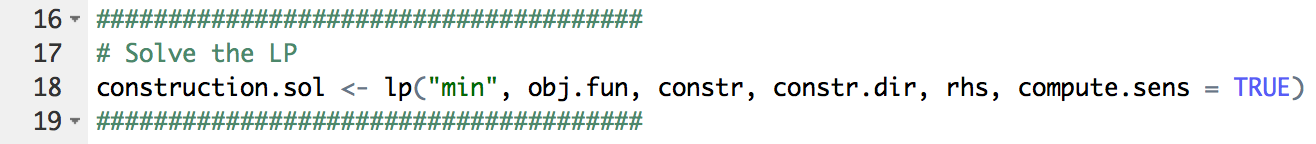 16 ######################################
17 # Solve the LP
18 construction.sol <- lp("min", obj.fun, constr, constr.dir, rhs, compute.sens = TRUE)
19 ######################################